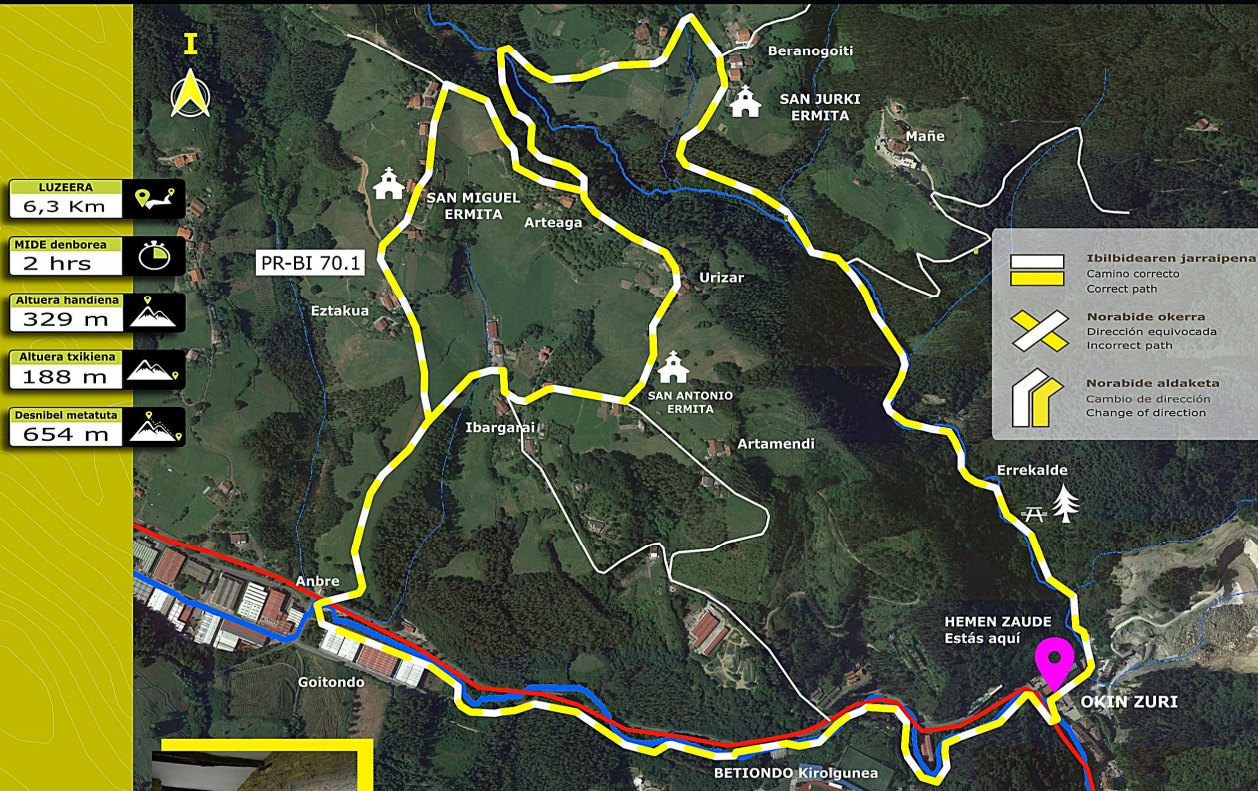 I
LUZEERA
6,3 Km
MIDE denborea
2 hrs
Altuera handiena
329 m
Altuera txikiena
188 m
Desnibel metatuta
654 m
Beranogoiti
SAN JURKI
ERMITA
Mañe
SAN MIGUEL
ERMITA
Arteaga
PR-BI 70.1
Urizar
Eztakua
SAN ANTONIO
ERMITA
Ibargarai
Artamendi
Errekalde
Anbre
HEMEN ZAUDE
Estás aquí
Goitondo
OKIN ZURI
BETIONDO Kirolgunea
Ibilbidearen jarraipena
Camino correcto
Correct path
Norabide okerra
Dirección equivocada
Incorrect path
Norabide aldaketa
Cambio de dirección
Change of direction